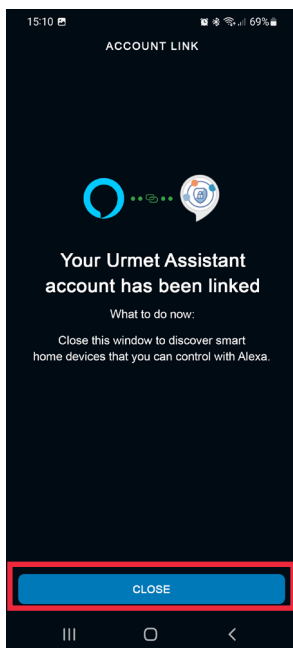 15:10 69%
ACCOUNT LINK
Your Urmet Assistant
account has been linked
What to do now:
Close this window to discover smart
home devices that you can control with Alexa.
CLOSE